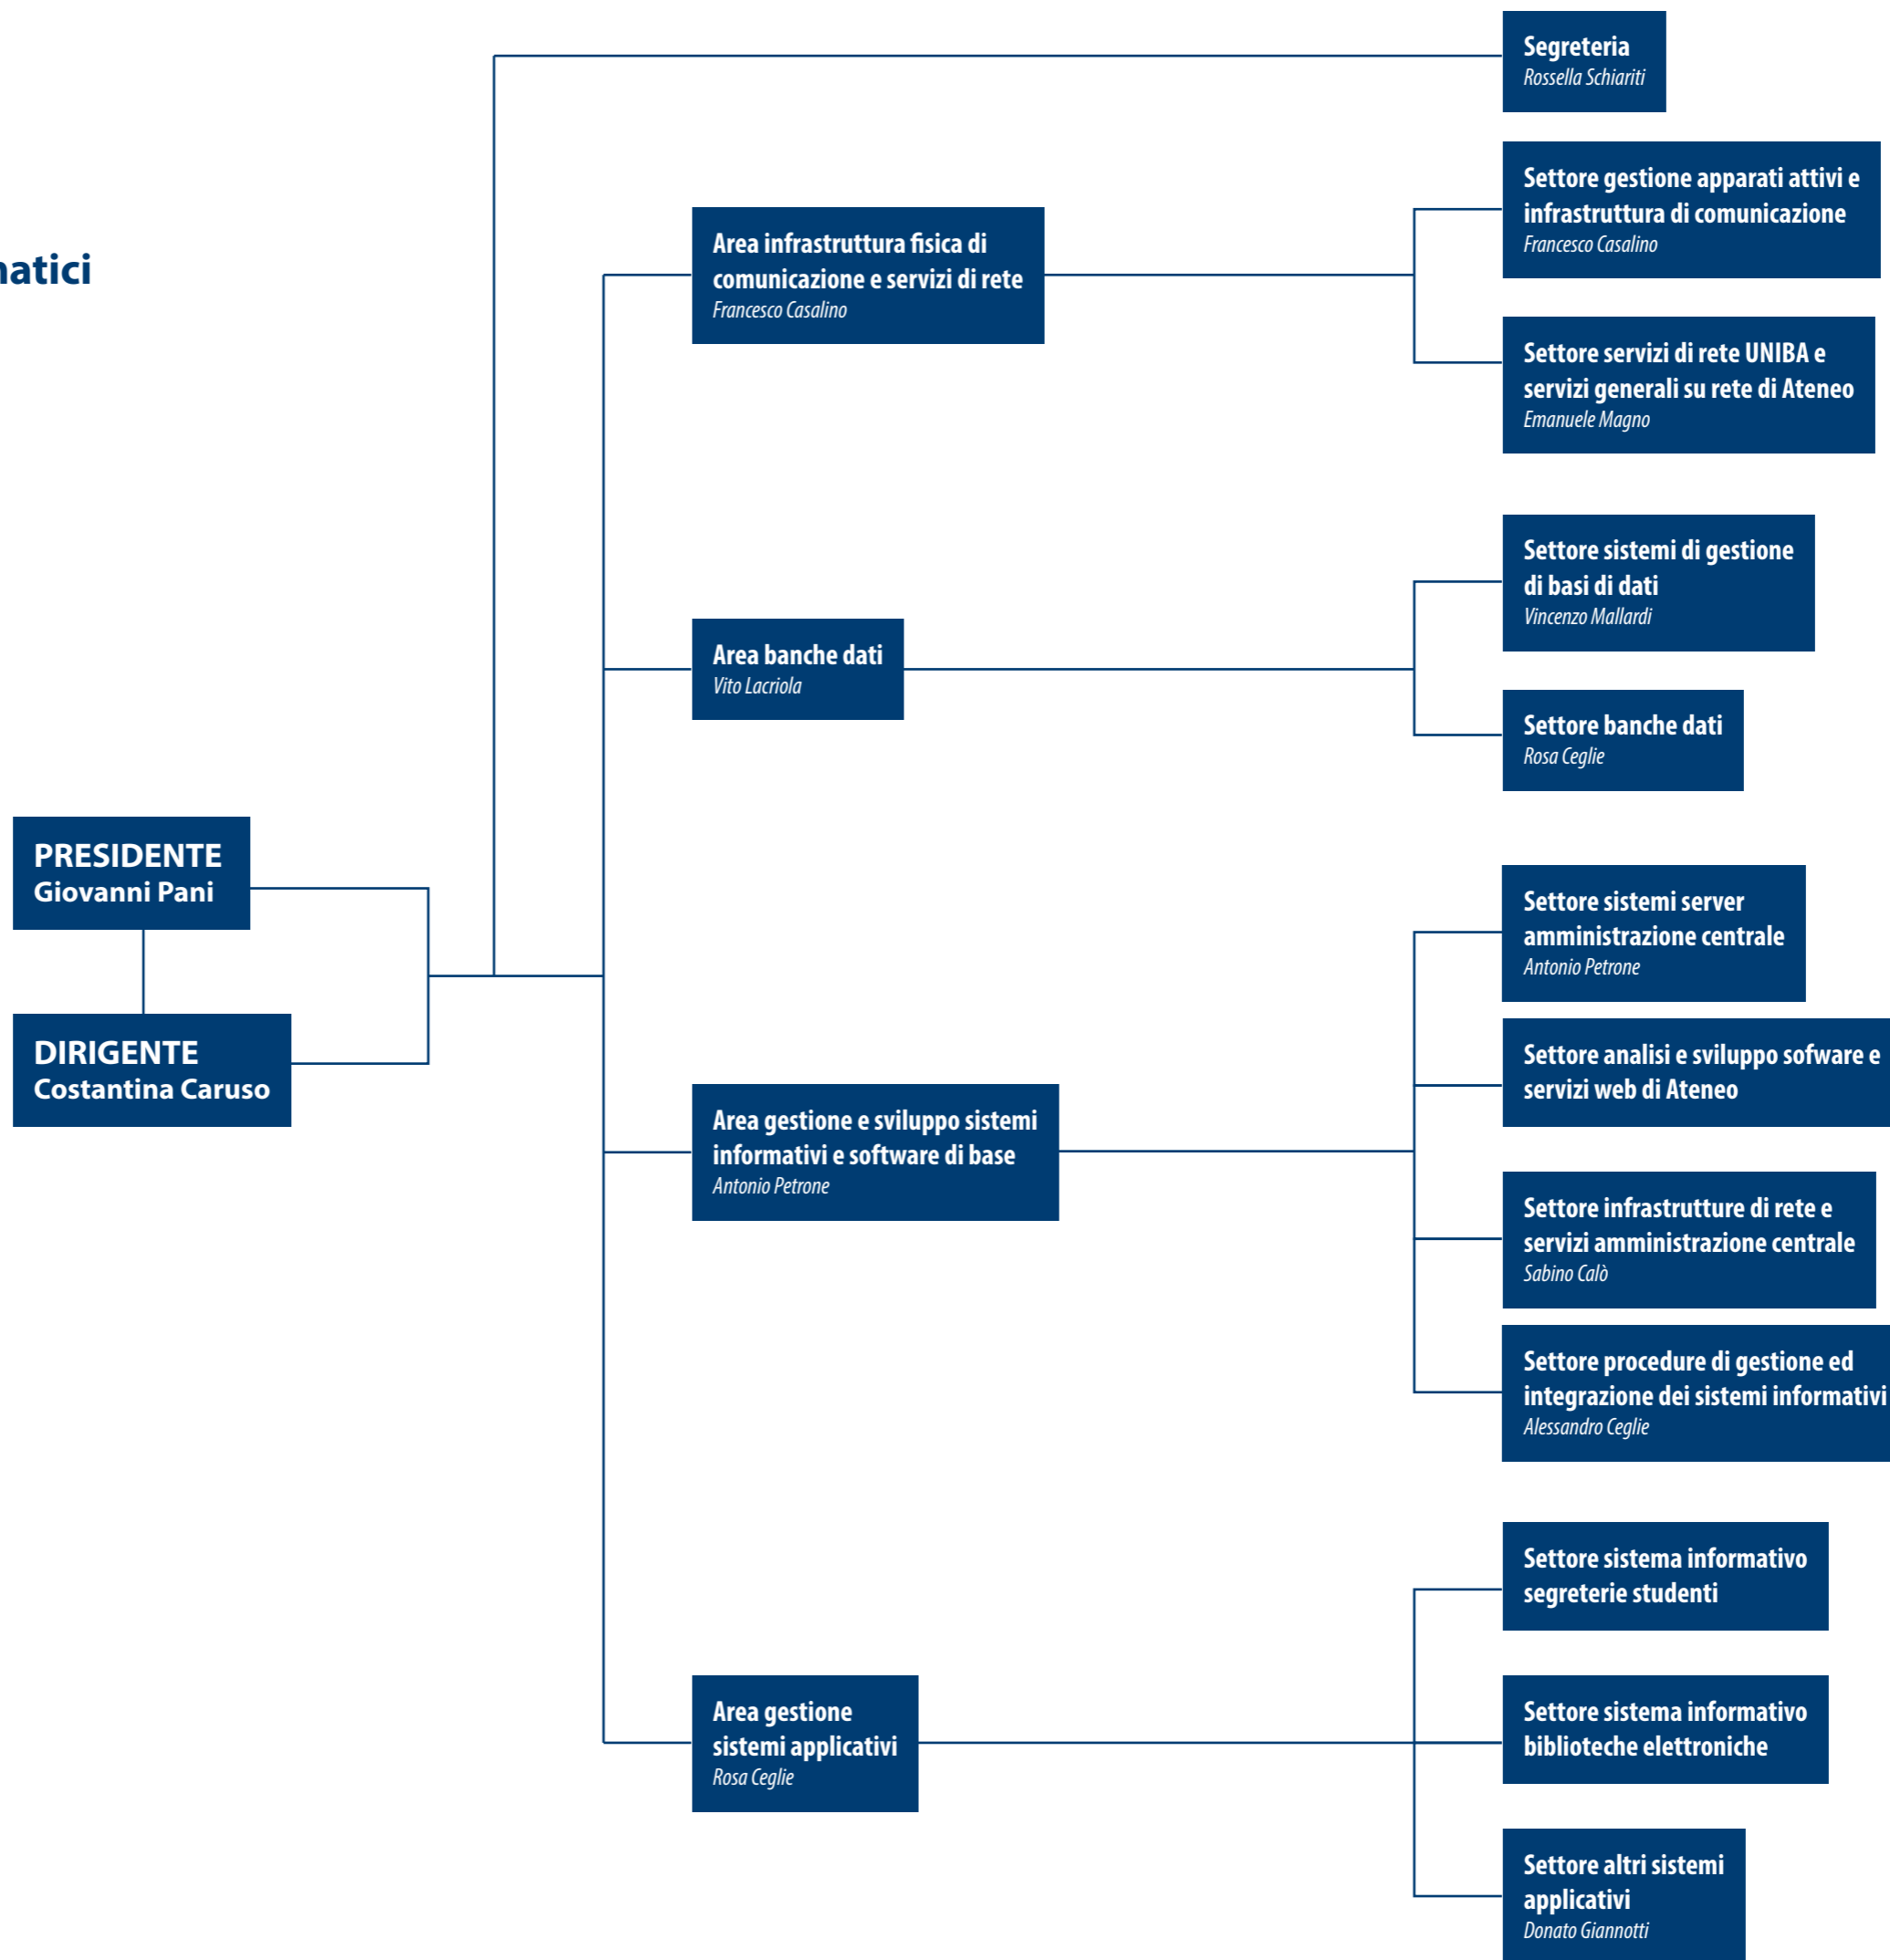 matici
PRESIDENTE
Giovanni Pani
DIRIGENTE
Costantina Caruso
Segreteria
Rossella Schiariti
Area infrastruttura fisica di
comunicazione e servizi di rete
Francesco Casalino
Settore gestione apparati attivi e
infrastruttura di comunicazione
Francesco Casalino
Settore servizi di rete UNIBA e
servizi generali su rete di Ateneo
Emanuele Magno
Area banche dati
Vito Lacriola
Settore sistemi di gestione
di basi di dati
Vincenzo Mallardi
Settore banche dati
Rosa Ceglie
Area gestione e sviluppo sistemi
informativi e software di base
Antonio Petrone
Settore sistemi server
amministrazione centrale
Antonio Petrone
Settore analisi e sviluppo sofware e
servizi web di Ateneo
Settore infrastrutture di rete e
servizi amministrazione centrale
Sabino Calò
Settore procedure di gestione ed
integrazione dei sistemi informativi
Alessandro Ceglie
Area gestione
sistemi applicativi
Rosa Ceglie
Settore sistema informativo
segreterie studenti
Settore sistema informativo
biblioteche elettroniche
Settore altri sistemi
applicativi
Donato Giannotti